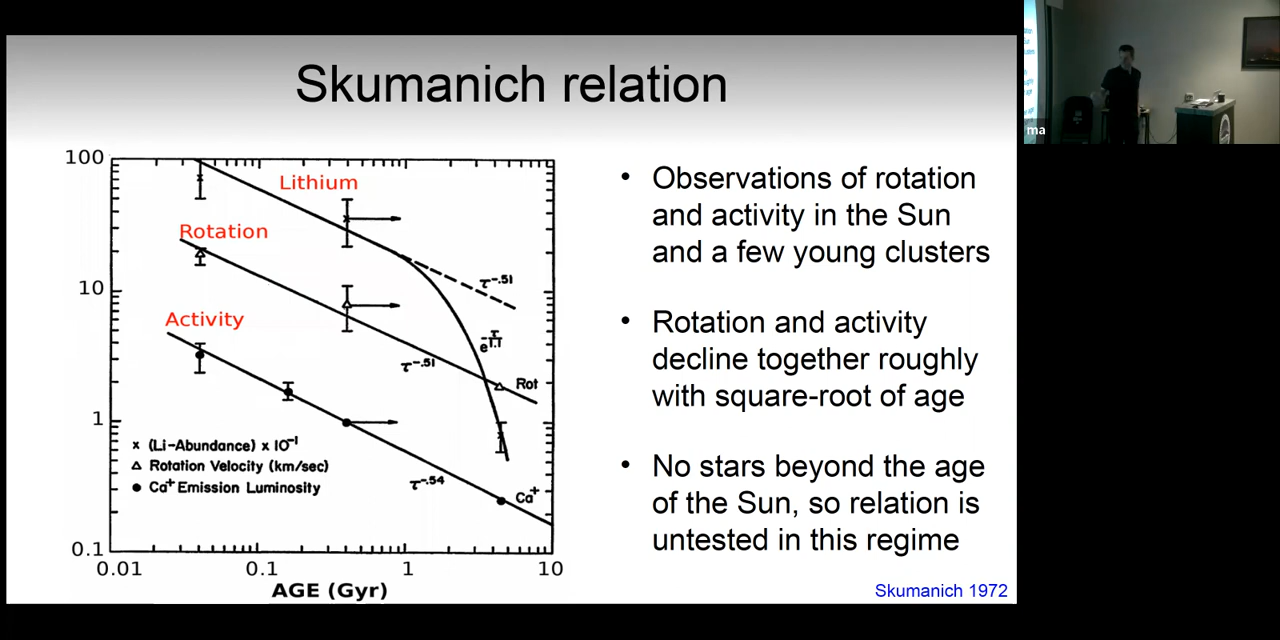 Skumanich relation
100
10
1
0.1
0.01
0.1
1
10
AGE (Gyr)
Lithium
Rotation
Activity
τ^-.51
e^-τ/1.1
τ^-.51
Rot
τ^-.54
Ca+
x (Li-Abundance) x 10^-1
△ Rotation Velocity (km/sec)
● Ca+ Emission Luminosity
• Observations of rotation
and activity in the Sun
and a few young clusters
• Rotation and activity
decline together roughly
with square-root of age
• No stars beyond the age
of the Sun, so relation is
untested in this regime
Skumanich 1972
ma